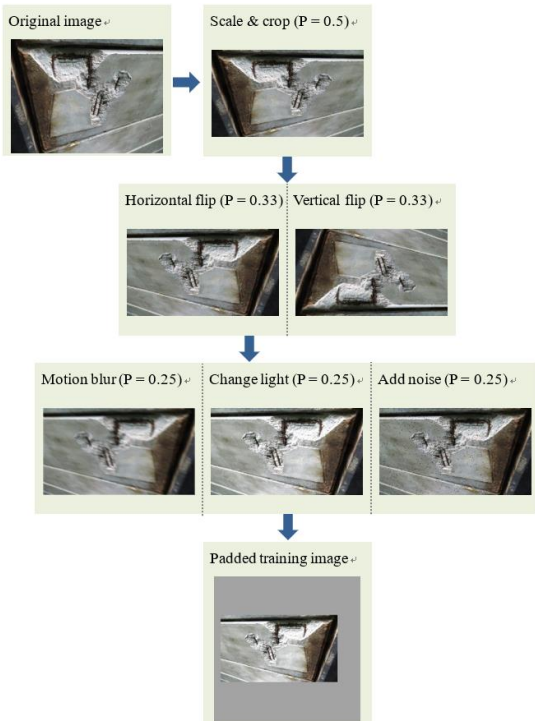 Original image
Scale & crop (P = 0.5)
Horizontal flip (P = 0.33)
Vertical flip (P = 0.33)
Motion blur (P = 0.25)
Change light (P = 0.25)
Add noise (P = 0.25)
Padded training image